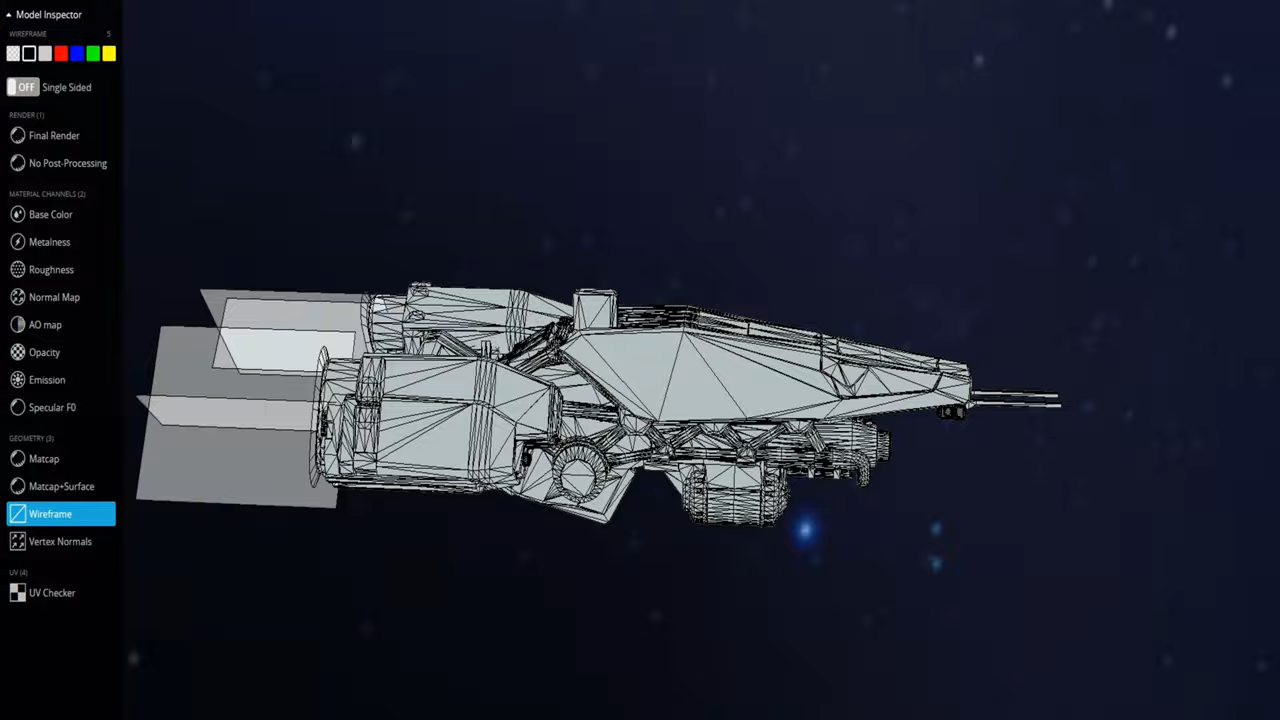 Model Inspector
WIREFRAME 5
OFF Single Sided
RENDER (1)
Final Render
No Post-Processing
MATERIAL CHANNELS (2)
Base Color
Metalness
Roughness
Normal Map
AO map
Opacity
Emission
Specular F0
GEOMETRY (3)
Matcap
Matcap+Surface
Wireframe
Vertex Normals
UV (4)
UV Checker